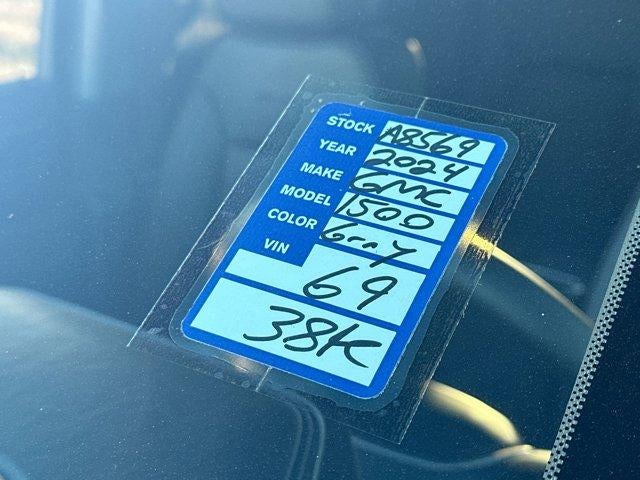 STOCK A8569
YEAR 2024
MAKE GMC
MODEL 1500
COLOR Gray
VIN
69
38K